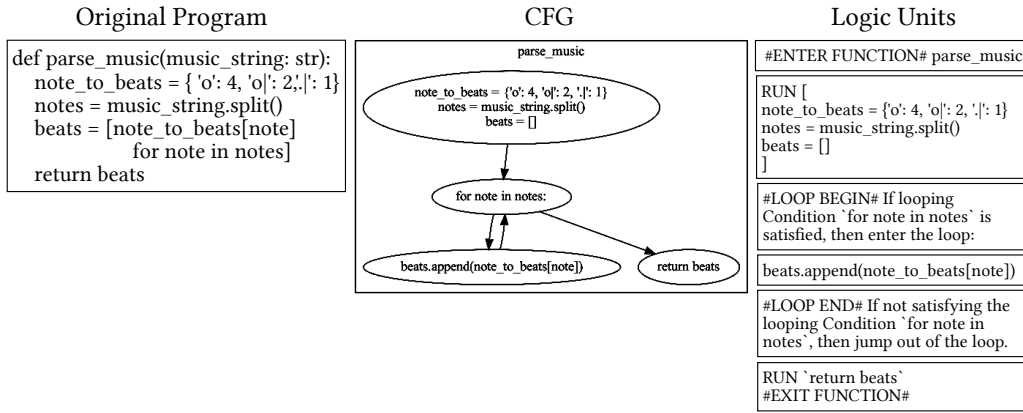 Original Program
def parse_music(music_string: str):
note_to_beats = { 'o': 4, 'o|': 2,.|': 1}
notes = music_string.split()
beats = [note_to_beats[note]
for note in notes]
return beats
CFG
parse_music
note_to_beats = {'o': 4, 'o|': 2, '.|': 1}
notes = music_string.split()
beats = []
for note in notes:
beats.append(note_to_beats[note])
return beats
Logic Units
#ENTER FUNCTION# parse_music
RUN [
note_to_beats = {'o': 4, 'o|': 2, '.|': 1}
notes = music_string.split()
beats = []
]
#LOOP BEGIN# If looping
Condition `for note in notes` is
satisfied, then enter the loop:
beats.append(note_to_beats[note])
#LOOP END# If not satisfying the
looping Condition `for note in
notes`, then jump out of the loop.
RUN `return beats`
#EXIT FUNCTION#